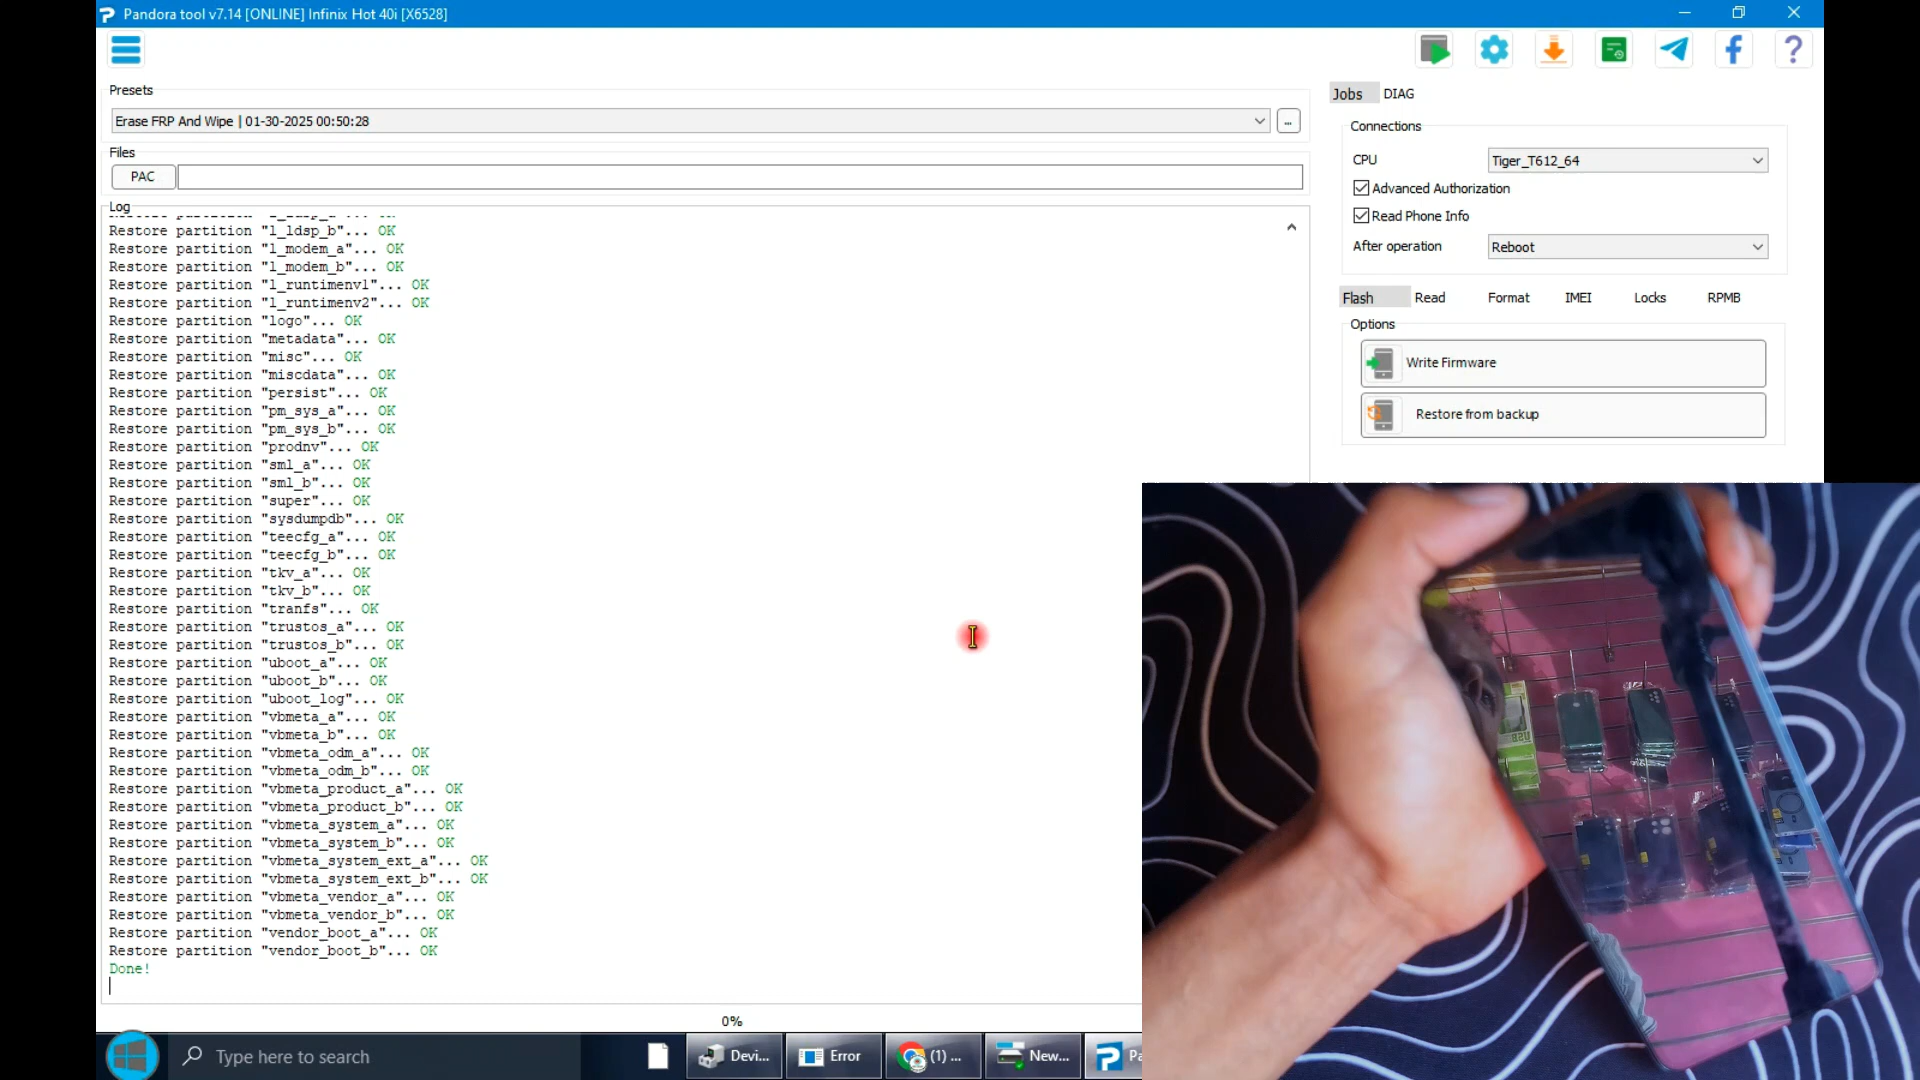 Pandora tool v7.14 [ONLINE] Infinix Hot 40i [X6528]
Presets
Erase FRP And Wipe | 01-30-2025 00:50:28
...
Files
PAC
Log
Restore partition "l_ldsp_b"... OK
Restore partition "l_modem_a"... OK
Restore partition "l_modem_b"... OK
Restore partition "l_runtimenv1"... OK
Restore partition "l_runtimenv2"... OK
Restore partition "logo"... OK
Restore partition "metadata"... OK
Restore partition "misc"... OK
Restore partition "miscdata"... OK
Restore partition "persist"... OK
Restore partition "pm_sys_a"... OK
Restore partition "pm_sys_b"... OK
Restore partition "prodnv"... OK
Restore partition "sml_a"... OK
Restore partition "sml_b"... OK
Restore partition "super"... OK
Restore partition "sysdumpdb"... OK
Restore partition "teecfg_a"... OK
Restore partition "teecfg_b"... OK
Restore partition "tkv_a"... OK
Restore partition "tkv_b"... OK
Restore partition "tranfs"... OK
Restore partition "trustos_a"... OK
Restore partition "trustos_b"... OK
Restore partition "uboot_a"... OK
Restore partition "uboot_b"... OK
Restore partition "uboot_log"... OK
Restore partition "vbmeta_a"... OK
Restore partition "vbmeta_b"... OK
Restore partition "vbmeta_odm_a"... OK
Restore partition "vbmeta_odm_b"... OK
Restore partition "vbmeta_product_a"... OK
Restore partition "vbmeta_product_b"... OK
Restore partition "vbmeta_system_a"... OK
Restore partition "vbmeta_system_b"... OK
Restore partition "vbmeta_system_ext_a"... OK
Restore partition "vbmeta_system_ext_b"... OK
Restore partition "vbmeta_vendor_a"... OK
Restore partition "vbmeta_vendor_b"... OK
Restore partition "vendor_boot_a"... OK
Restore partition "vendor_boot_b"... OK
Done!
0%
Jobs DIAG
Connections
CPU Tiger_T612_64
Advanced Authorization
Read Phone Info
After operation Reboot
Flash Read Format IMEI Locks RPMB
Options
Write Firmware
Restore from backup
Type here to search
Devi... Error (1) ... New... Pa